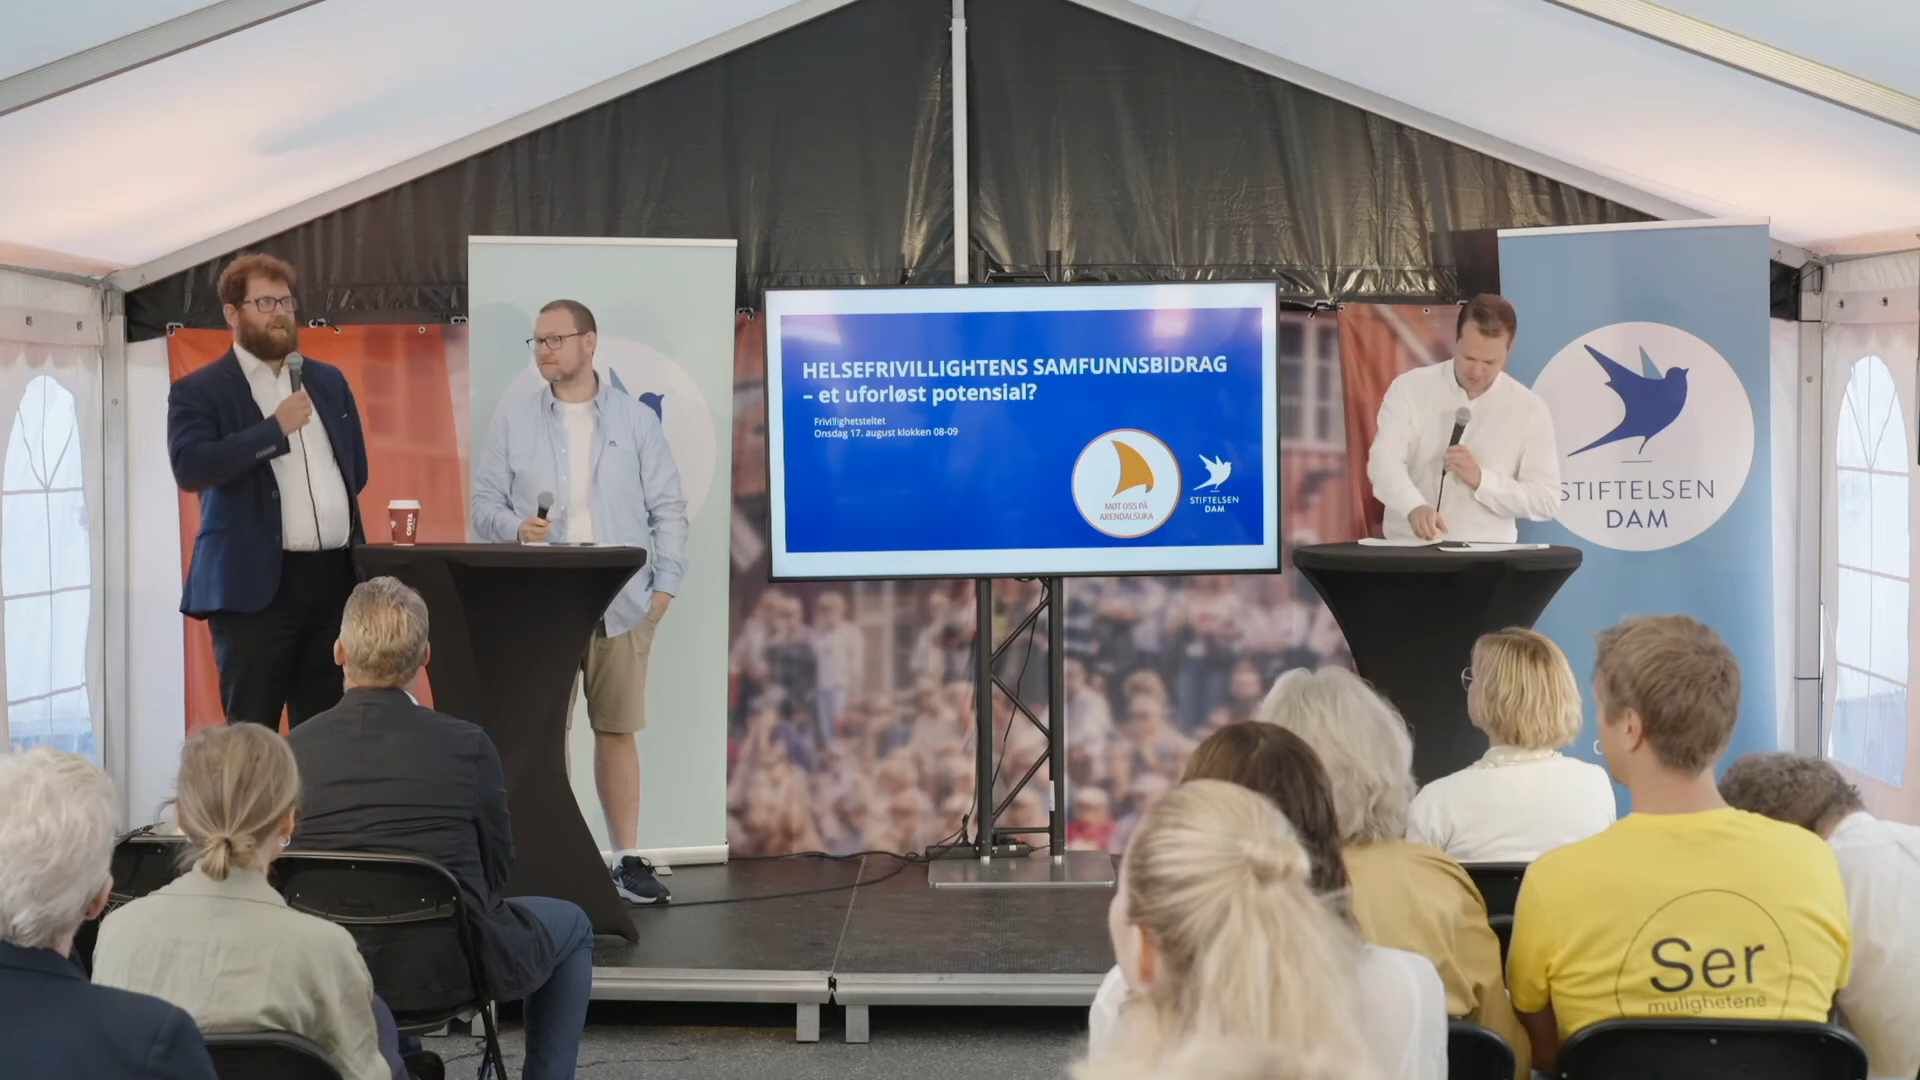 HELSEFRIVILLIGHTENS SAMFUNNSBIDRAG
– et uforløst potensial?
Frivillighetsteltet
Onsdag 17. august klokken 08-09
MØT OSS PÅ
ARENDALSUKA
STIFTELSEN
DAM
STIFTELSEN
DAM
COSTA
Ser
mulighetene